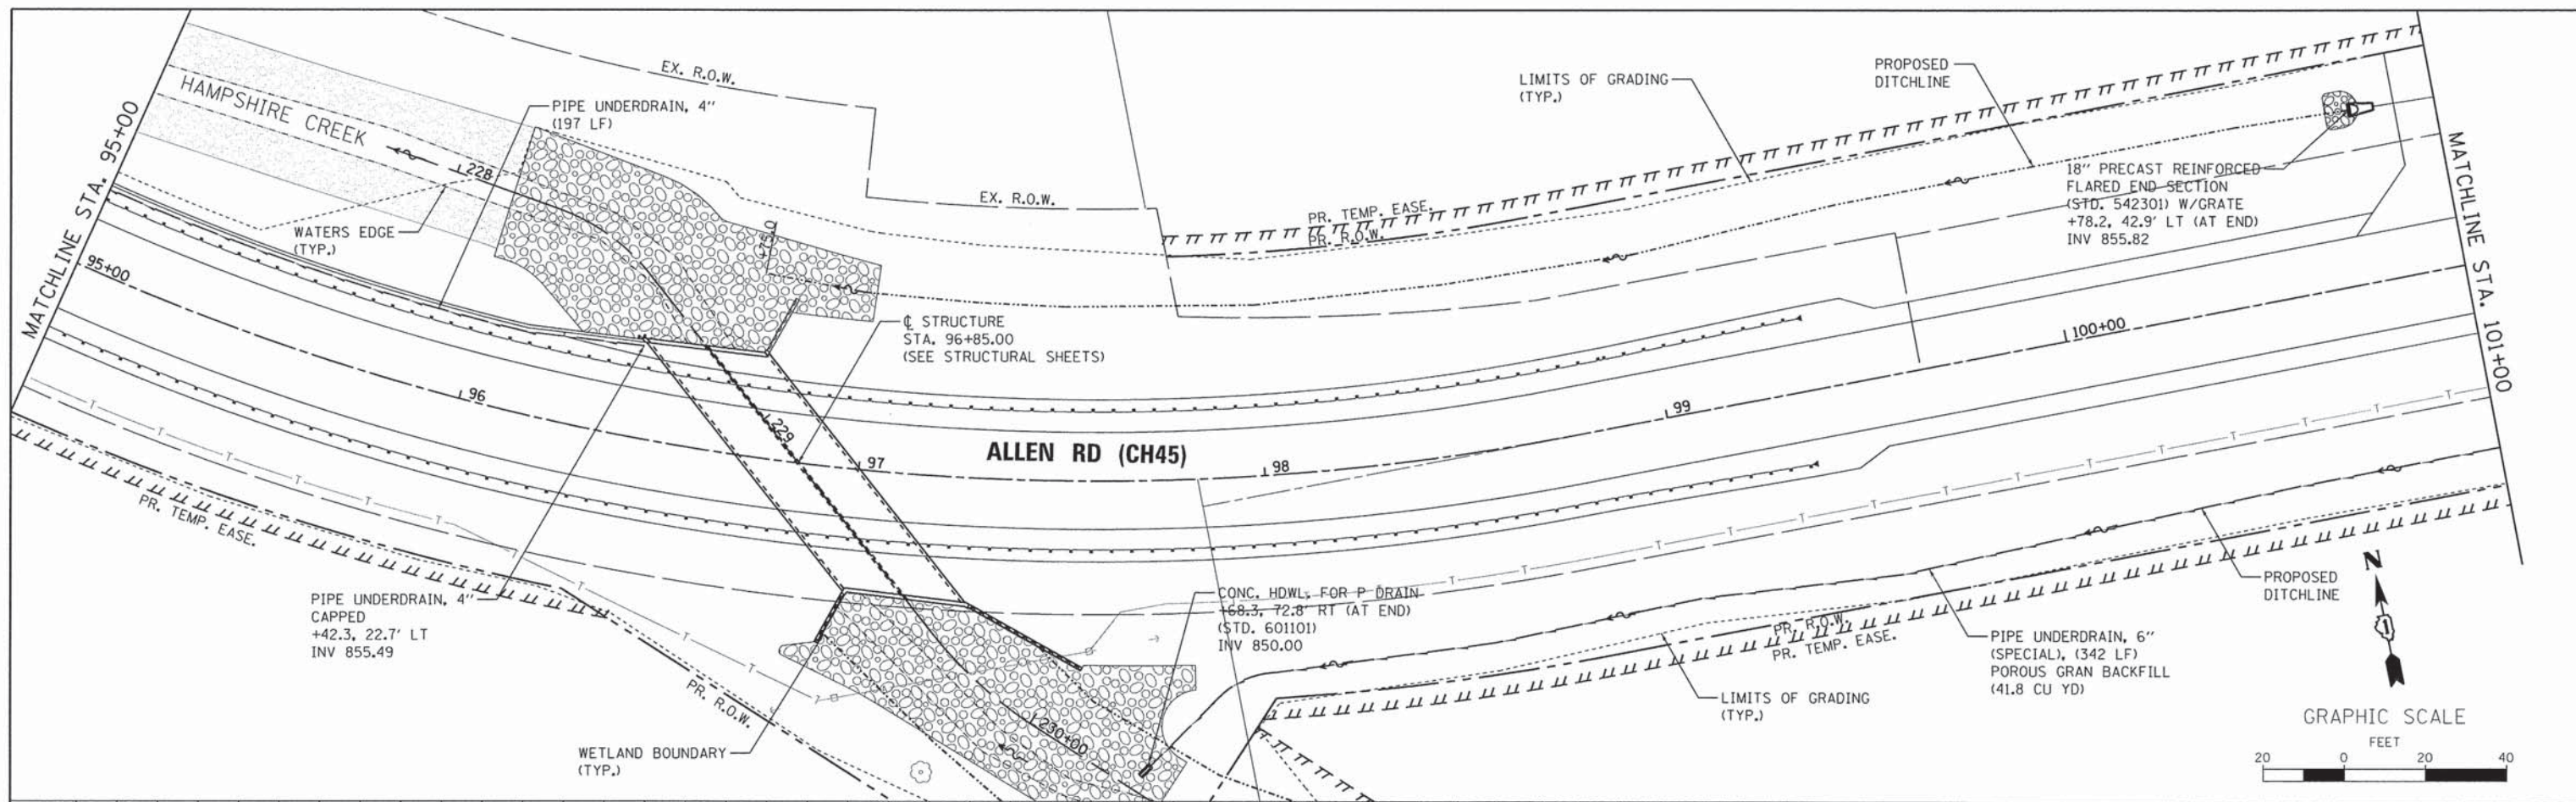 MATCHLINE STA. 95+00
HAMPSHIRE CREEK
EX. R.O.W.
PIPE UNDERDRAIN, 4"
(197 LF)
228
WATERS EDGE
(TYP.)
95+00
+75.0
EX. R.O.W.
LIMITS OF GRADING
(TYP.)
PROPOSED
DITCHLINE
PR. TEMP. EASE.
PR. R.O.W.
18" PRECAST REINFORCED
FLARED END SECTION
(STD. 542301) W/GRATE
+78.2, 42.9' LT (AT END)
INV 855.82
MATCHLINE STA. 101+00
℄ STRUCTURE
STA. 96+85.00
(SEE STRUCTURAL SHEETS)
96
229
97
ALLEN RD (CH45)
98
99
100+00
T T T T T T T
T T T T T T T T T T T T
PR. TEMP. EASE.
PIPE UNDERDRAIN, 4"
CAPPED
+42.3, 22.7' LT
INV 855.49
CONC. HDWL. FOR P DRAIN
+68.3, 72.8' RT (AT END)
(STD. 601101)
INV 850.00
PR. R.O.W.
PR. R.O.W.
PR. TEMP. EASE.
WETLAND BOUNDARY
(TYP.)
230+00
LIMITS OF GRADING
(TYP.)
PIPE UNDERDRAIN, 6"
(SPECIAL), (342 LF)
POROUS GRAN BACKFILL
(41.8 CU YD)
PROPOSED
DITCHLINE
N
GRAPHIC SCALE
FEET
20 0 20 40